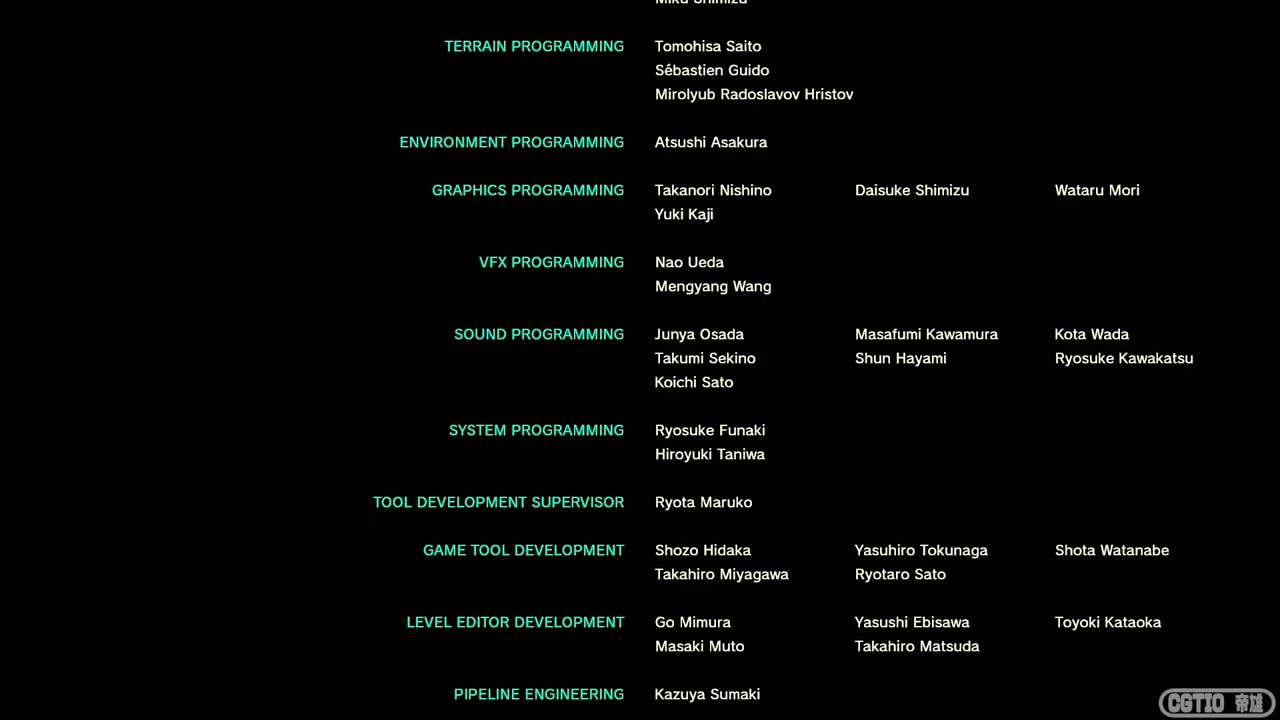 Miku Shimizu
TERRAIN PROGRAMMING Tomohisa Saito
Sébastien Guido
Mirolyub Radoslavov Hristov
ENVIRONMENT PROGRAMMING Atsushi Asakura
GRAPHICS PROGRAMMING Takanori Nishino Daisuke Shimizu Wataru Mori
Yuki Kaji
VFX PROGRAMMING Nao Ueda
Mengyang Wang
SOUND PROGRAMMING Junya Osada Masafumi Kawamura Kota Wada
Takumi Sekino Shun Hayami Ryosuke Kawakatsu
Koichi Sato
SYSTEM PROGRAMMING Ryosuke Funaki
Hiroyuki Taniwa
TOOL DEVELOPMENT SUPERVISOR Ryota Maruko
GAME TOOL DEVELOPMENT Shozo Hidaka Yasuhiro Tokunaga Shota Watanabe
Takahiro Miyagawa Ryotaro Sato
LEVEL EDITOR DEVELOPMENT Go Mimura Yasushi Ebisawa Toyoki Kataoka
Masaki Muto Takahiro Matsuda
PIPELINE ENGINEERING Kazuya Sumaki
CGTIO 帝雄